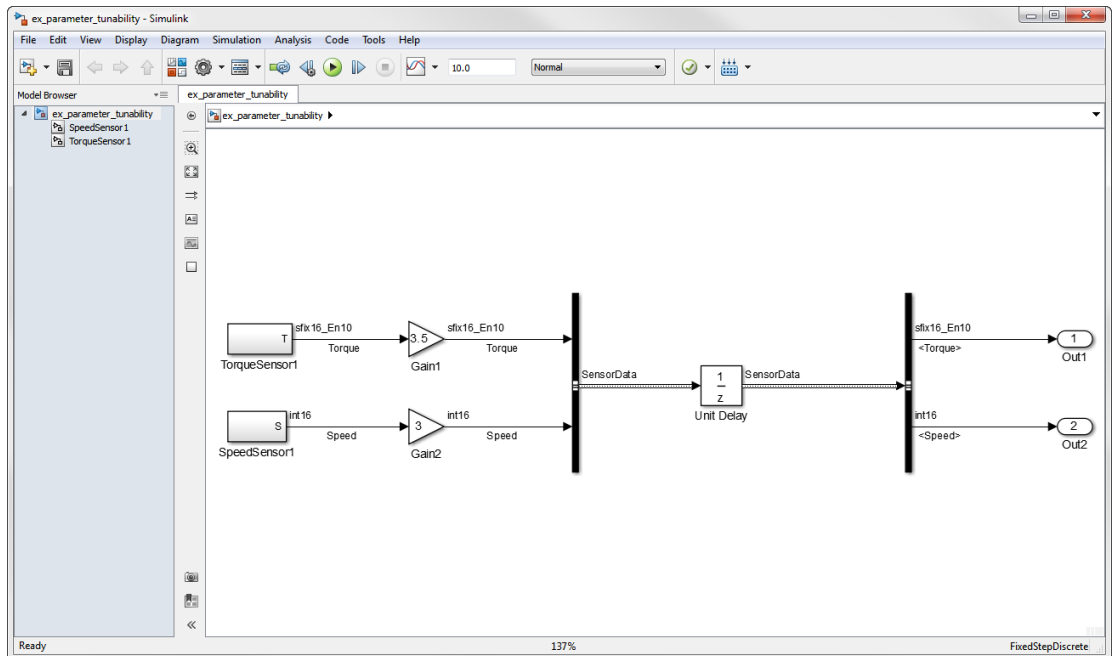 ex_parameter_tunability - Simulink
File Edit View Display Diagram Simulation Analysis Code Tools Help
10.0 Normal
Model Browser
ex_parameter_tunability
ex_parameter_tunability
SpeedSensor1
TorqueSensor1
ex_parameter_tunability
T
TorqueSensor1
sfix16_En10
Torque
3.5
Gain1
sfix16_En10
Torque
S
SpeedSensor1
int16
Speed
3
Gain2
int16
Speed
SensorData
1
z
Unit Delay
SensorData
sfix16_En10
<Torque>
1
Out1
int16
<Speed>
2
Out2
Ready 137% FixedStepDiscrete